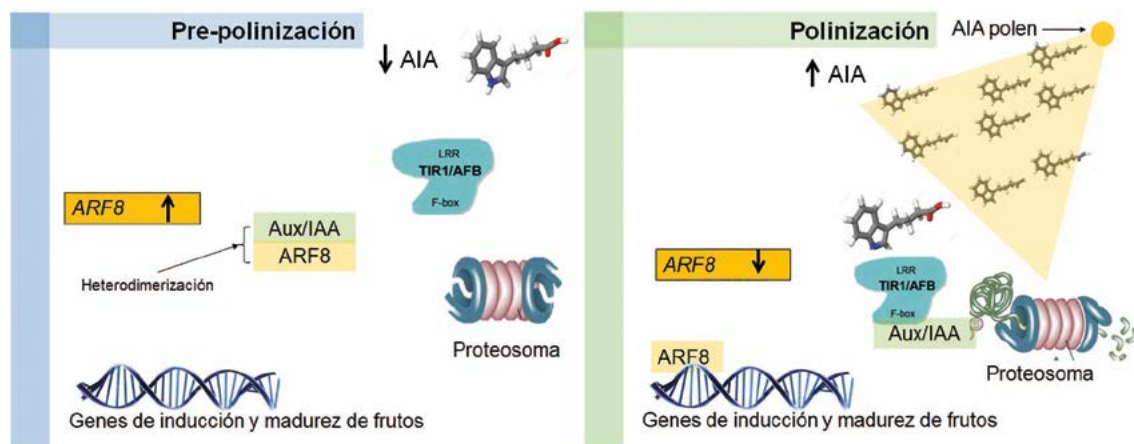 Pre-polinización
AIA
LRR
TIR1/AFB
F-box
ARF8
Aux/IAA
ARF8
Heterodimerización
Proteosoma
Genes de inducción y madurez de frutos
Polinización
AIA polen
AIA
LRR
TIR1/AFB
F-box
ARF8
Aux/IAA
ARF8
Proteosoma
Genes de inducción y madurez de frutos